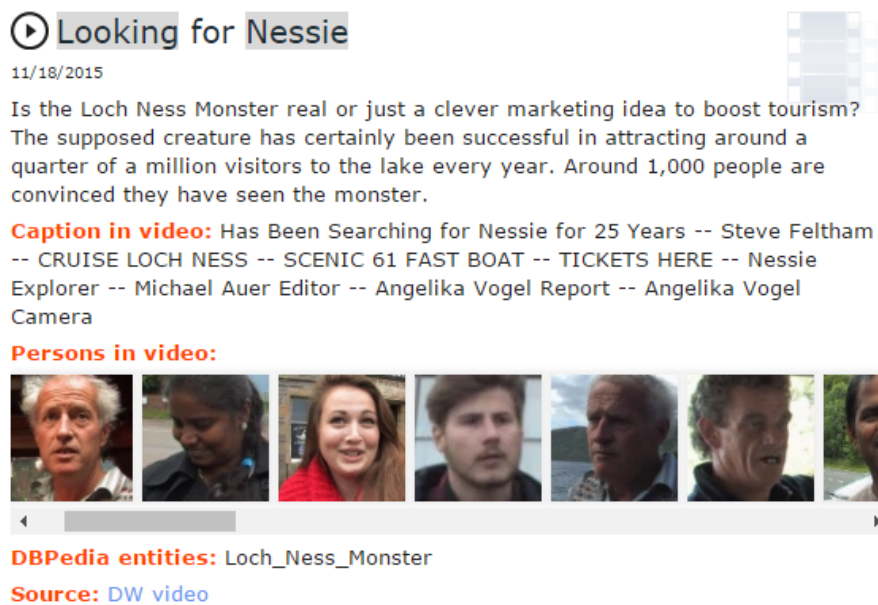 Looking for Nessie
11/18/2015
Is the Loch Ness Monster real or just a clever marketing idea to boost tourism?
The supposed creature has certainly been successful in attracting around a
quarter of a million visitors to the lake every year. Around 1,000 people are
convinced they have seen the monster.
Caption in video: Has Been Searching for Nessie for 25 Years -- Steve Feltham
-- CRUISE LOCH NESS -- SCENIC 61 FAST BOAT -- TICKETS HERE -- Nessie
Explorer -- Michael Auer Editor -- Angelika Vogel Report -- Angelika Vogel
Camera
Persons in video:
DBPedia entities: Loch_Ness_Monster
Source: DW video